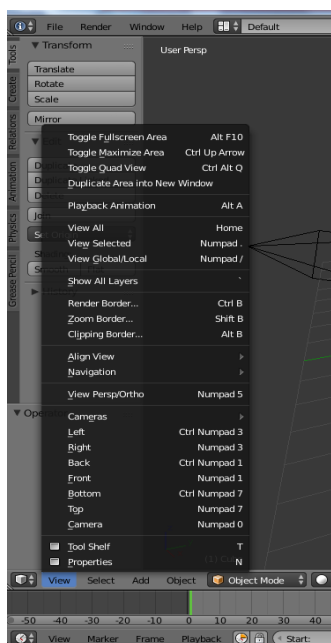 File Render Window Help Default
Tools
Create
Relations
Animation
Physics
Grease Pencil
Transform
User Persp
Translate
Rotate
Scale
Mirror
Toggle Fullscreen Area Alt F10
Toggle Maximize Area Ctrl Up Arrow
Toggle Quad View Ctrl Alt Q
Duplicate Area into New Window
Playback Animation Alt A
View All Home
View Selected Numpad .
View Global/Local Numpad /
Show All Layers `
Render Border... Ctrl B
Zoom Border... Shift B
Clipping Border... Alt B
Align View
Navigation
View Persp/Ortho Numpad 5
Cameras
Left Ctrl Numpad 3
Right Numpad 3
Back Ctrl Numpad 1
Front Numpad 1
Bottom Ctrl Numpad 7
Top Numpad 7
Camera Numpad 0
Tool Shelf T
Properties N
View Select Add Object Object Mode
-50 -40 -30 -20 -10 0 10 20 30 40
View Marker Frame Playback Start: